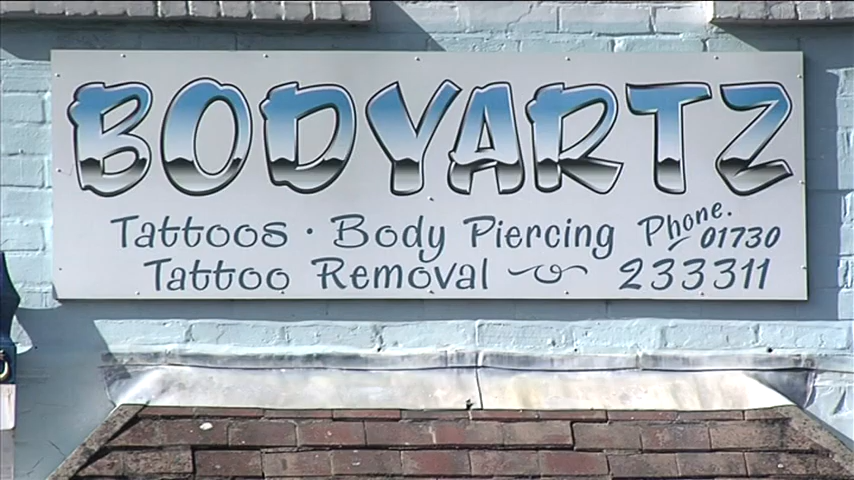 BODYARTZ
Tattoos · Body Piercing Phone. 01730
Tattoo Removal 233311